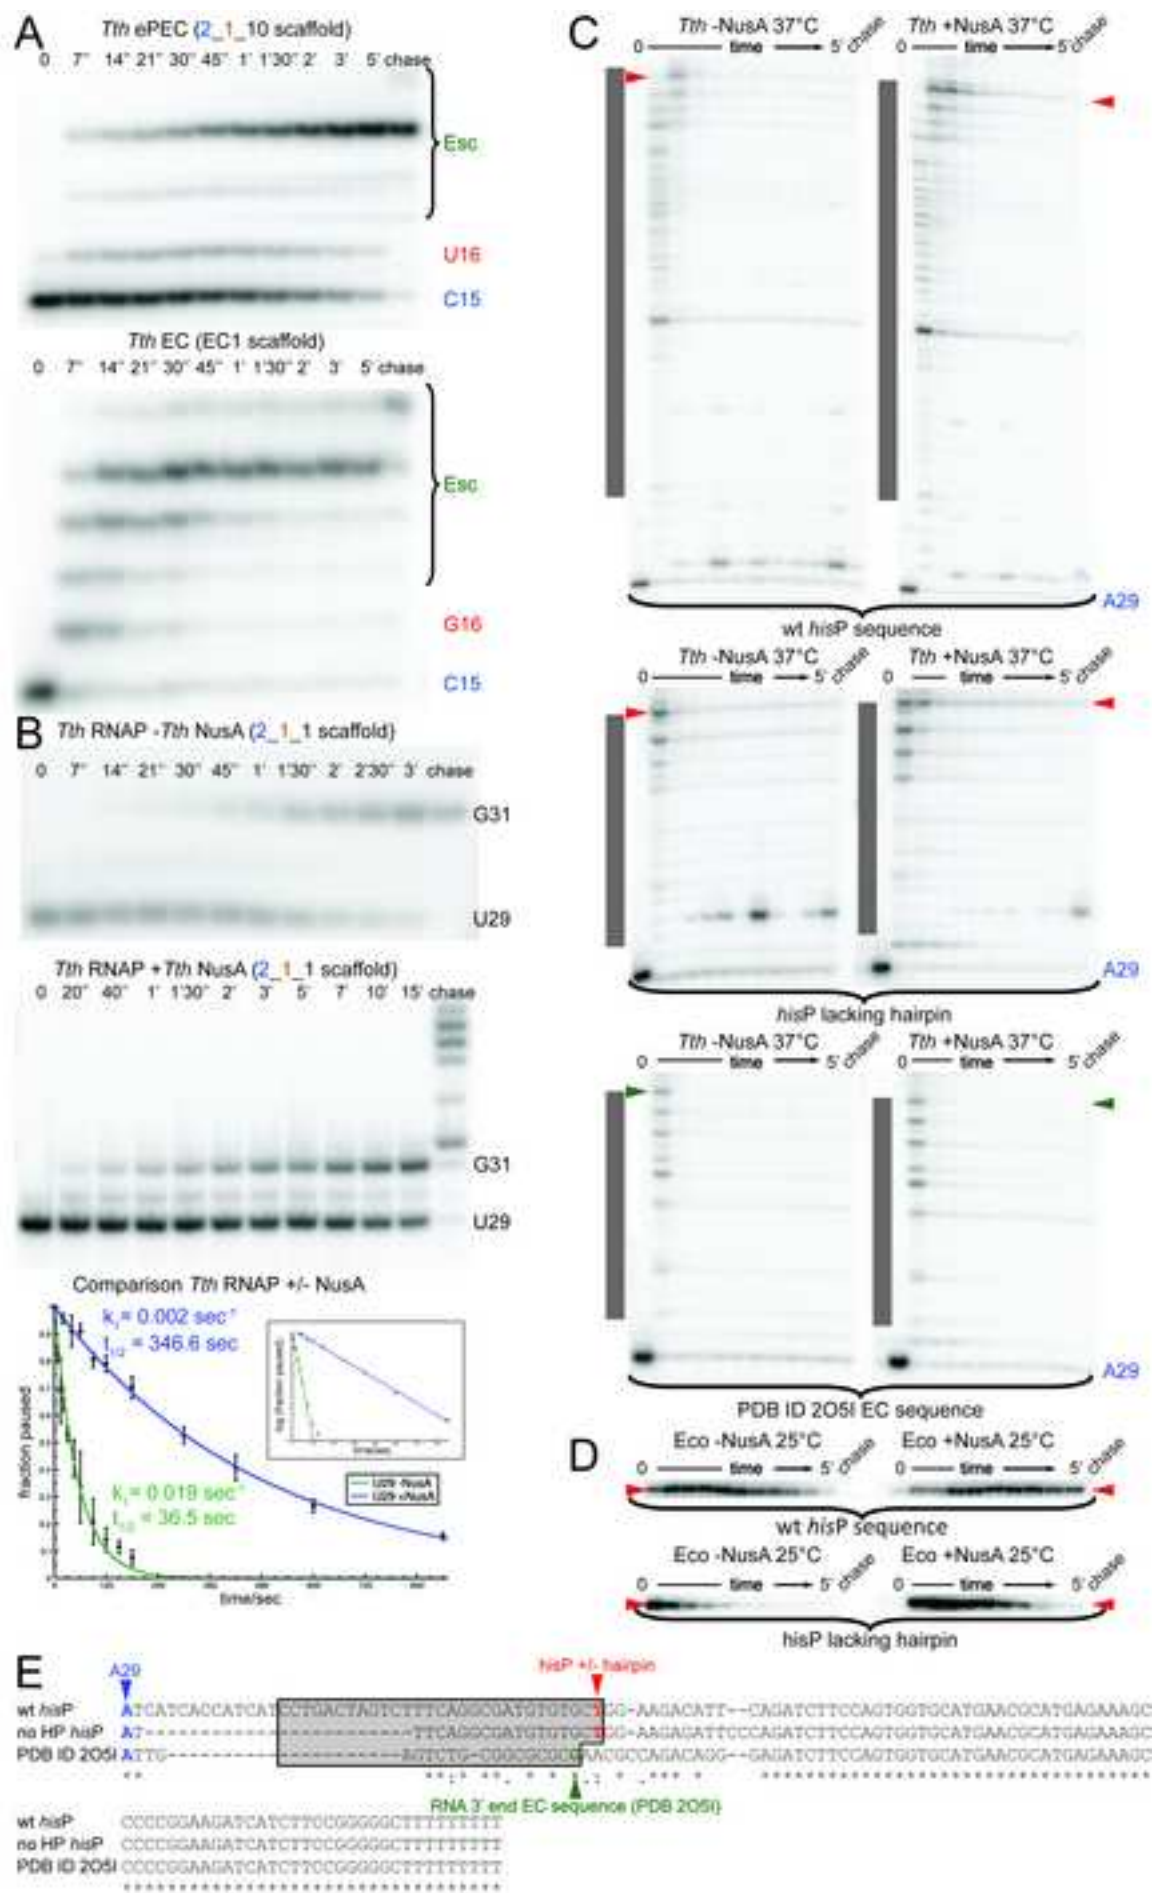 A
Tth ePEC (2_1_10 scaffold)
0 7" 14" 21" 30" 45" 1' 1'30" 2' 3' 5' chase
Esc
U16
C15
Tth EC (EC1 scaffold)
0 7" 14" 21" 30" 45" 1' 1'30" 2' 3' 5' chase
Esc
G16
C15
B
Tth RNAP -Tth NusA (2_1_1 scaffold)
0 7" 14" 21" 30" 45" 1' 1'30" 2' 2'30" 3' chase
G31
U29
Tth RNAP +Tth NusA (2_1_1 scaffold)
0 20" 40" 1' 1'30" 2' 3' 5' 7' 10' 15' chase
G31
U29
Comparison Tth RNAP +/- NusA
= 0.002 sec
= 346.6 sec
= 0.019 sec
= 36.5 sec
U29 -NusA
U29 +NusA
fraction paused
time/sec
C
Tth -NusA 37°C Tth +NusA 37°C
0 time 5' chase 0 time 5' chase
A29
wt hisP sequence
Tth -NusA 37°C Tth +NusA 37°C
0 time 5' chase 0 time 5' chase
A29
hisP lacking hairpin
Tth -NusA 37°C Tth +NusA 37°C
0 time 5' chase 0 time 5' chase
A29
PDB ID 2O5I EC sequence
D
Eco -NusA 25°C Eco +NusA 25°C
0 time 5' chase 0 time 5' chase
wt hisP sequence
Eco -NusA 25°C Eco +NusA 25°C
0 time 5' chase 0 time 5' chase
hisP lacking hairpin
E
A29 hisP +/- hairpin
wt hisP ATCATCACCATCATCCTGACTAGTCTTTCAGGCGATGTGTGCTGG-AAGACATT--CAGATCTTCCAGTGGTGCATGAACGCATGAGAAAGC
no HP hisP
PDB ID 2O5I
RNA 3' end EC sequence (PDB 2O5I)
wt hisP CCCCGGAAGATCATCTTCCGGGGGCTTTTTTTTT
no HP hisP CCCCGGAAGATCATCTTCCGGGGGCTTTTTTTTT
PDB ID 2O5I CCCCGGAAGATCATCTTCCGGGGGCTTTTTTTTT